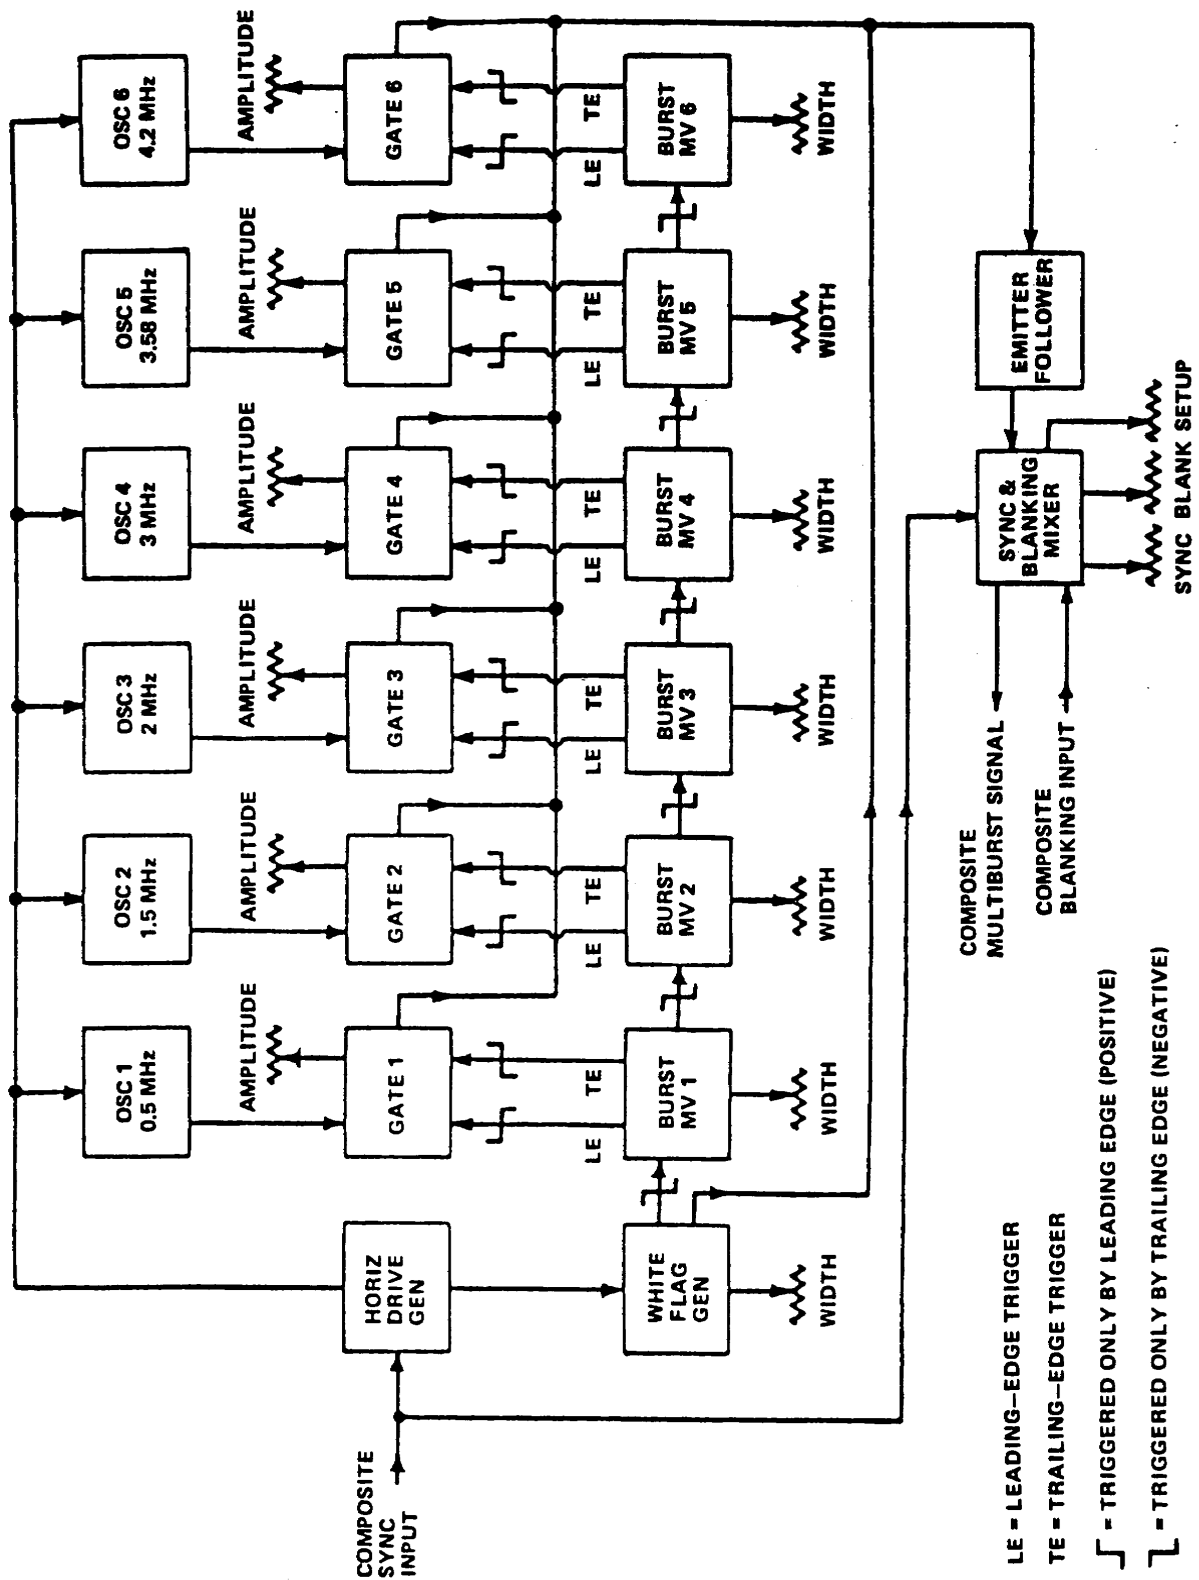 OSC 1
0.5 MHz
OSC 2
1.5 MHz
OSC 3
2 MHz
OSC 4
3 MHz
OSC 5
3.58 MHz
OSC 6
4.2 MHz
AMPLITUDE
AMPLITUDE
AMPLITUDE
AMPLITUDE
AMPLITUDE
AMPLITUDE
COMPOSITE
SYNC
INPUT
HORIZ
DRIVE
GEN
GATE 1
GATE 2
GATE 3
GATE 4
GATE 5
GATE 6
LE
TE
LE
TE
LE
TE
LE
TE
LE
TE
LE
TE
WHITE
FLAG
GEN
BURST
MV 1
BURST
MV 2
BURST
MV 3
BURST
MV 4
BURST
MV 5
BURST
MV 6
WIDTH
WIDTH
WIDTH
WIDTH
WIDTH
WIDTH
WIDTH
COMPOSITE
MULTIBURST SIGNAL
COMPOSITE
BLANKING INPUT
SYNC &
BLANKING
MIXER
EMITTER
FOLLOWER
SYNC BLANK SETUP
LE = LEADING–EDGE TRIGGER
TE = TRAILING–EDGE TRIGGER
= TRIGGERED ONLY BY LEADING EDGE (POSITIVE)
= TRIGGERED ONLY BY TRAILING EDGE (NEGATIVE)